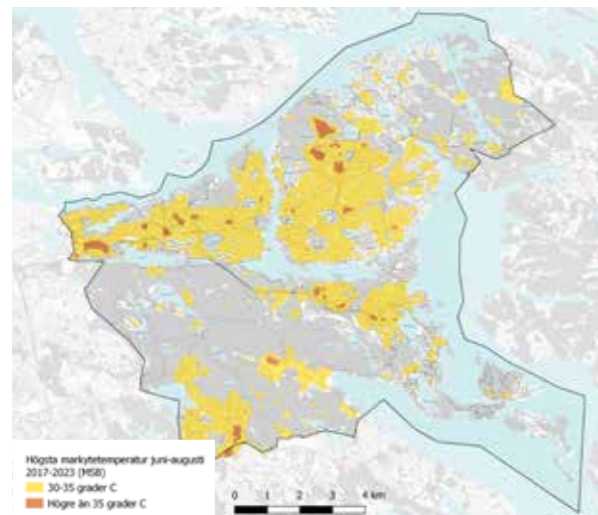 Högsta markytetemperatur juni-augusti
2017-2023 (MSB)
30-35 grader C
Högre än 35 grader C
0 1 2 3 4 km